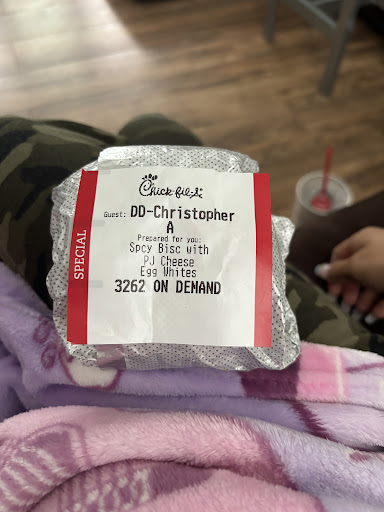 Chick-fil-A
Guest: DD-Christopher
A
Prepared for you:
Spcy Bisc with
PJ Cheese
Egg Whites
3262 ON DEMAND
SPECIAL